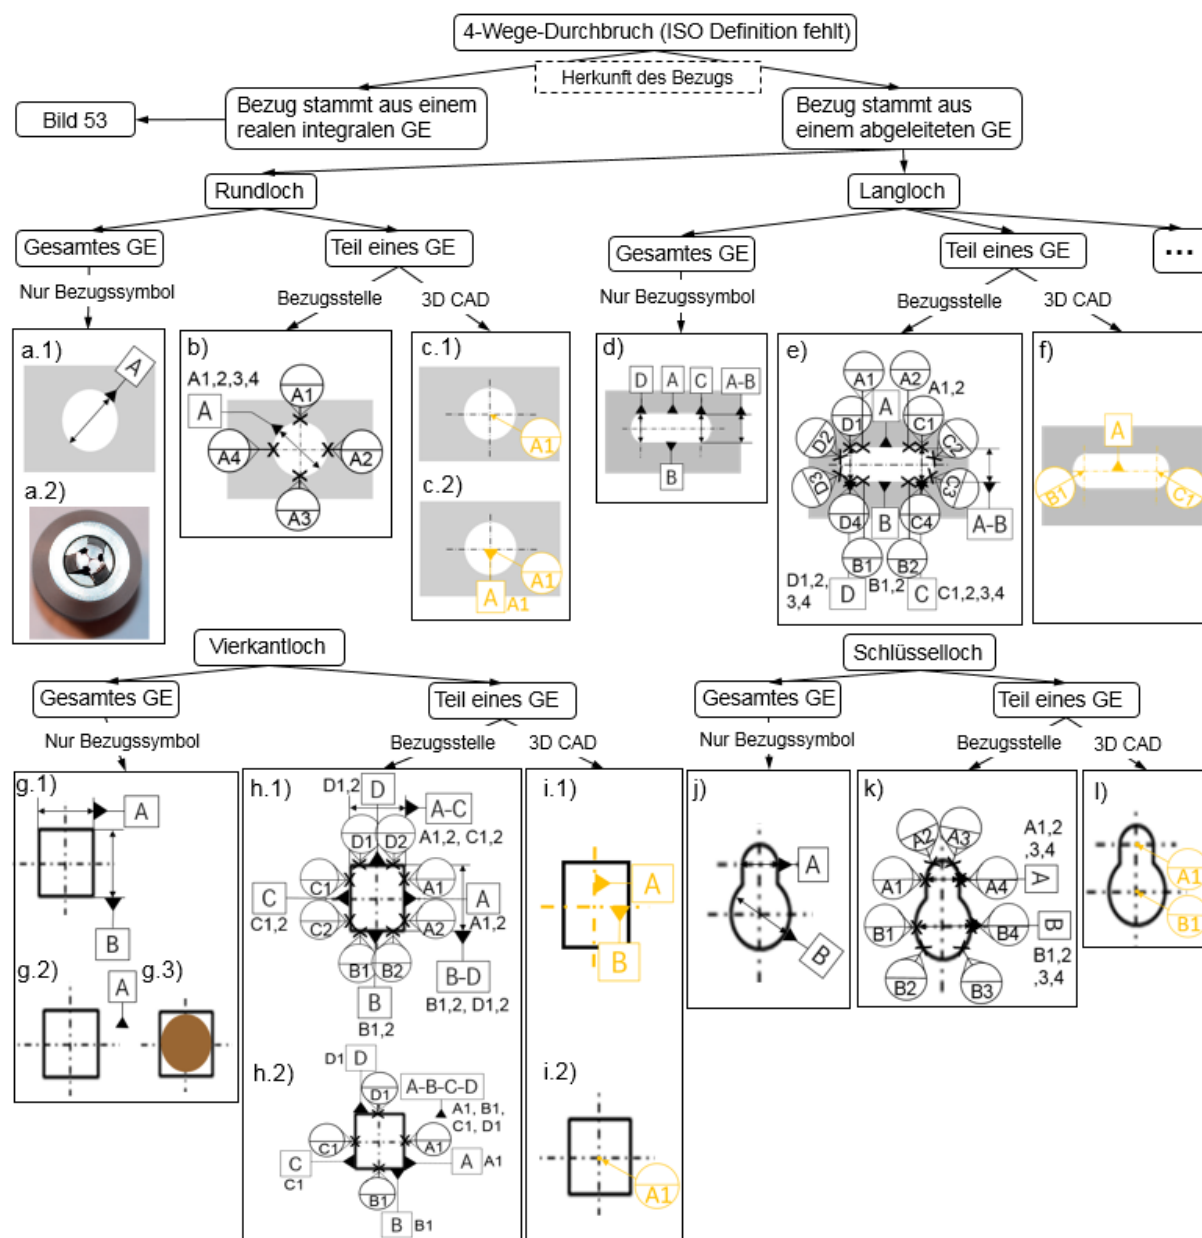 4-Wege-Durchbruch (ISO Definition fehlt)
Herkunft des Bezugs
Bild 53
Bezug stammt aus einem
realen integralen GE
Bezug stammt aus
einem abgeleiteten GE
Rundloch
Langloch
Gesamtes GE
Teil eines GE
Gesamtes GE
Teil eines GE
...
Nur Bezugssymbol
Bezugsstelle
3D CAD
Nur Bezugssymbol
Bezugsstelle
3D CAD
a.1)
A
a.2)
b)
A1,2,3,4
A
A1
A4
A2
A3
c.1)
A1
c.2)
A1
A
A1
d)
D
A
C
A-B
B
e)
A1
A2
A1,2
A
D1
C1
D2
C2
D3
C3
D4
B
C4
A-B
B1
B2
D1,2,
3,4
D
B1,2
C
C1,2,3,4
f)
A
B1
C1
Vierkantloch
Schlüsselloch
Gesamtes GE
Teil eines GE
Gesamtes GE
Teil eines GE
Nur Bezugssymbol
Bezugsstelle
3D CAD
Nur Bezugssymbol
Bezugsstelle
3D CAD
g.1)
A
B
g.2)
A
g.3)
h.1)
D1,2
D
A-C
A1,2, C1,2
D1
D2
C1
A1
C
A
C1,2
A1,2
C2
A2
B1
B2
B-D
B1,2, D1,2
B
B1,2
h.2)
D1
D
D1
A-B-C-D
A1, B1,
C1, D1
C1
A1
C
C1
A
A1
B1
B
B1
i.1)
A
B
i.2)
A1
j)
A
B
k)
A2
A3
A1,2
,3,4
A1
A4
A
B1
B4
B
B1,2
,3,4
B2
B3
l)
A1
B1